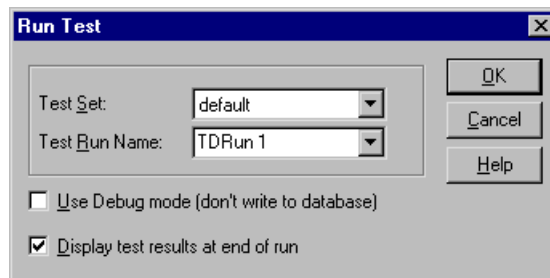 Run Test
Test Set:
default
Test Run Name:
TDRun 1
Use Debug mode (don't write to database)
Display test results at end of run
OK
Cancel
Help